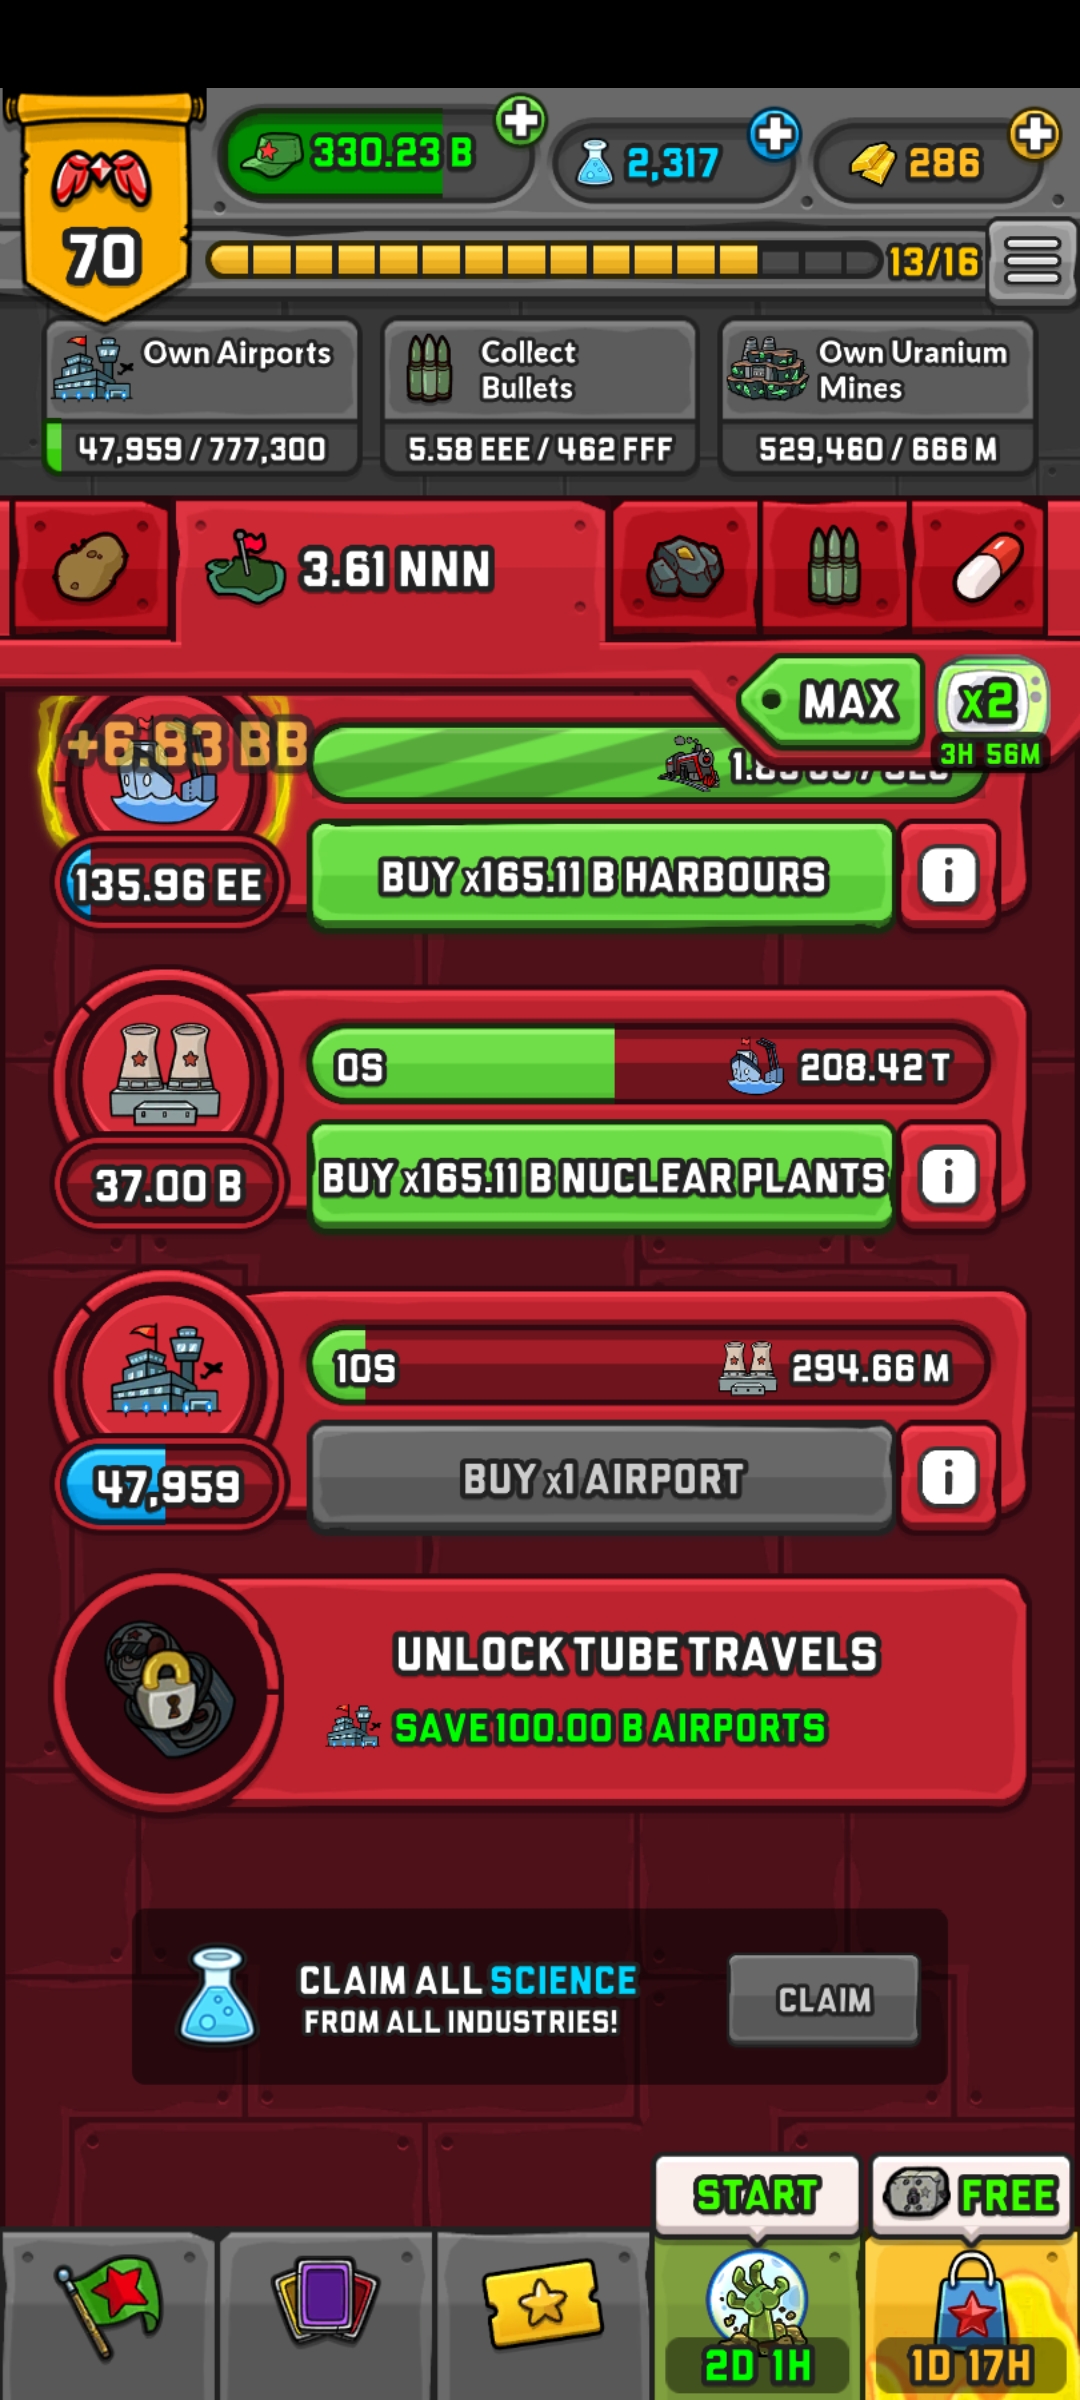 330.23 B
2,317
286
70
13/16
Own Airports
47,959 / 777,300
Collect
Bullets
5.58 EEE / 462 FFF
Own Uranium
Mines
529,460 / 666 M
3.61 NNN
MAX
x2
3H 56M
+6.83 BB
135.96 EE
BUY x165.11 B HARBOURS
i
0S
208.42 T
37.00 B
BUY x165.11 B NUCLEAR PLANTS
i
10S
294.66 M
47,959
BUY x1 AIRPORT
i
UNLOCK TUBE TRAVELS
SAVE 100.00 B AIRPORTS
CLAIM ALL SCIENCE
FROM ALL INDUSTRIES!
CLAIM
START
FREE
2D 1H
1D 17H